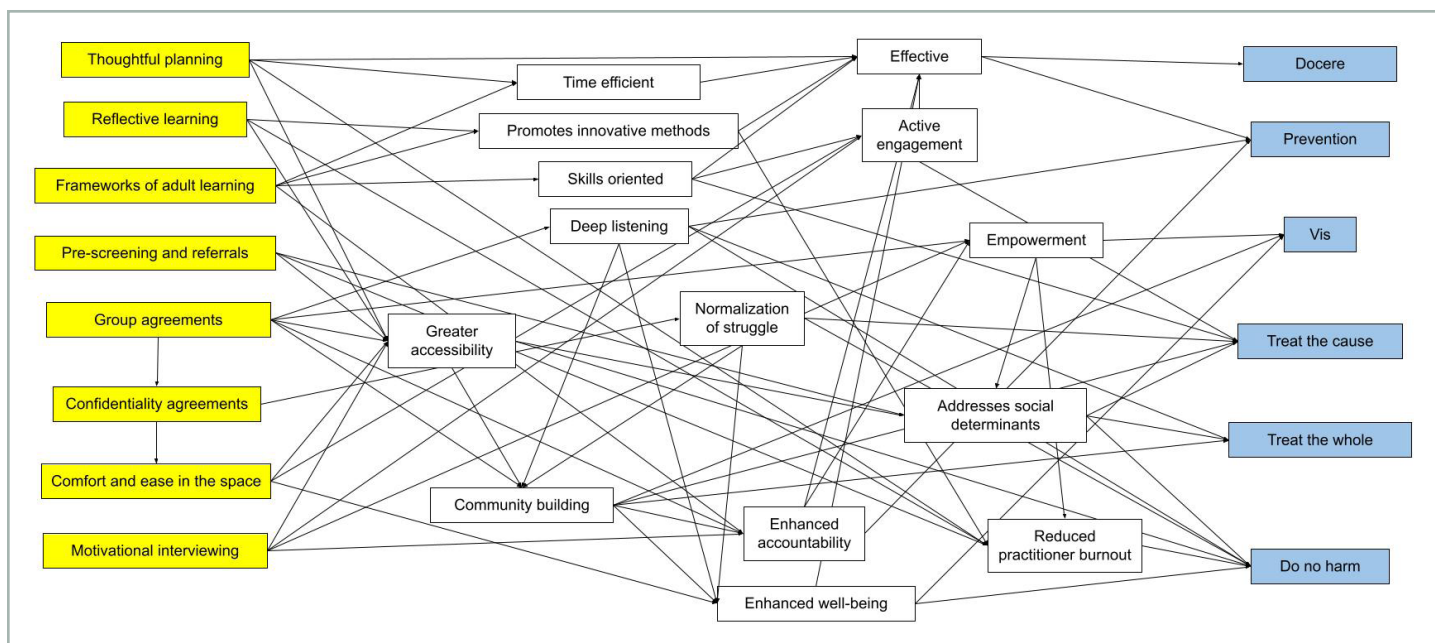 Thoughtful planning
Reflective learning
Frameworks of adult learning
Pre-screening and referrals
Group agreements
Confidentiality agreements
Comfort and ease in the space
Motivational interviewing
Time efficient
Promotes innovative methods
Skills oriented
Deep listening
Greater
accessibility
Normalization
of struggle
Community building
Enhanced
accountability
Enhanced well-being
Effective
Active
engagement
Empowerment
Addresses social
determinants
Reduced
practitioner burnout
Docere
Prevention
Vis
Treat the cause
Treat the whole
Do no harm